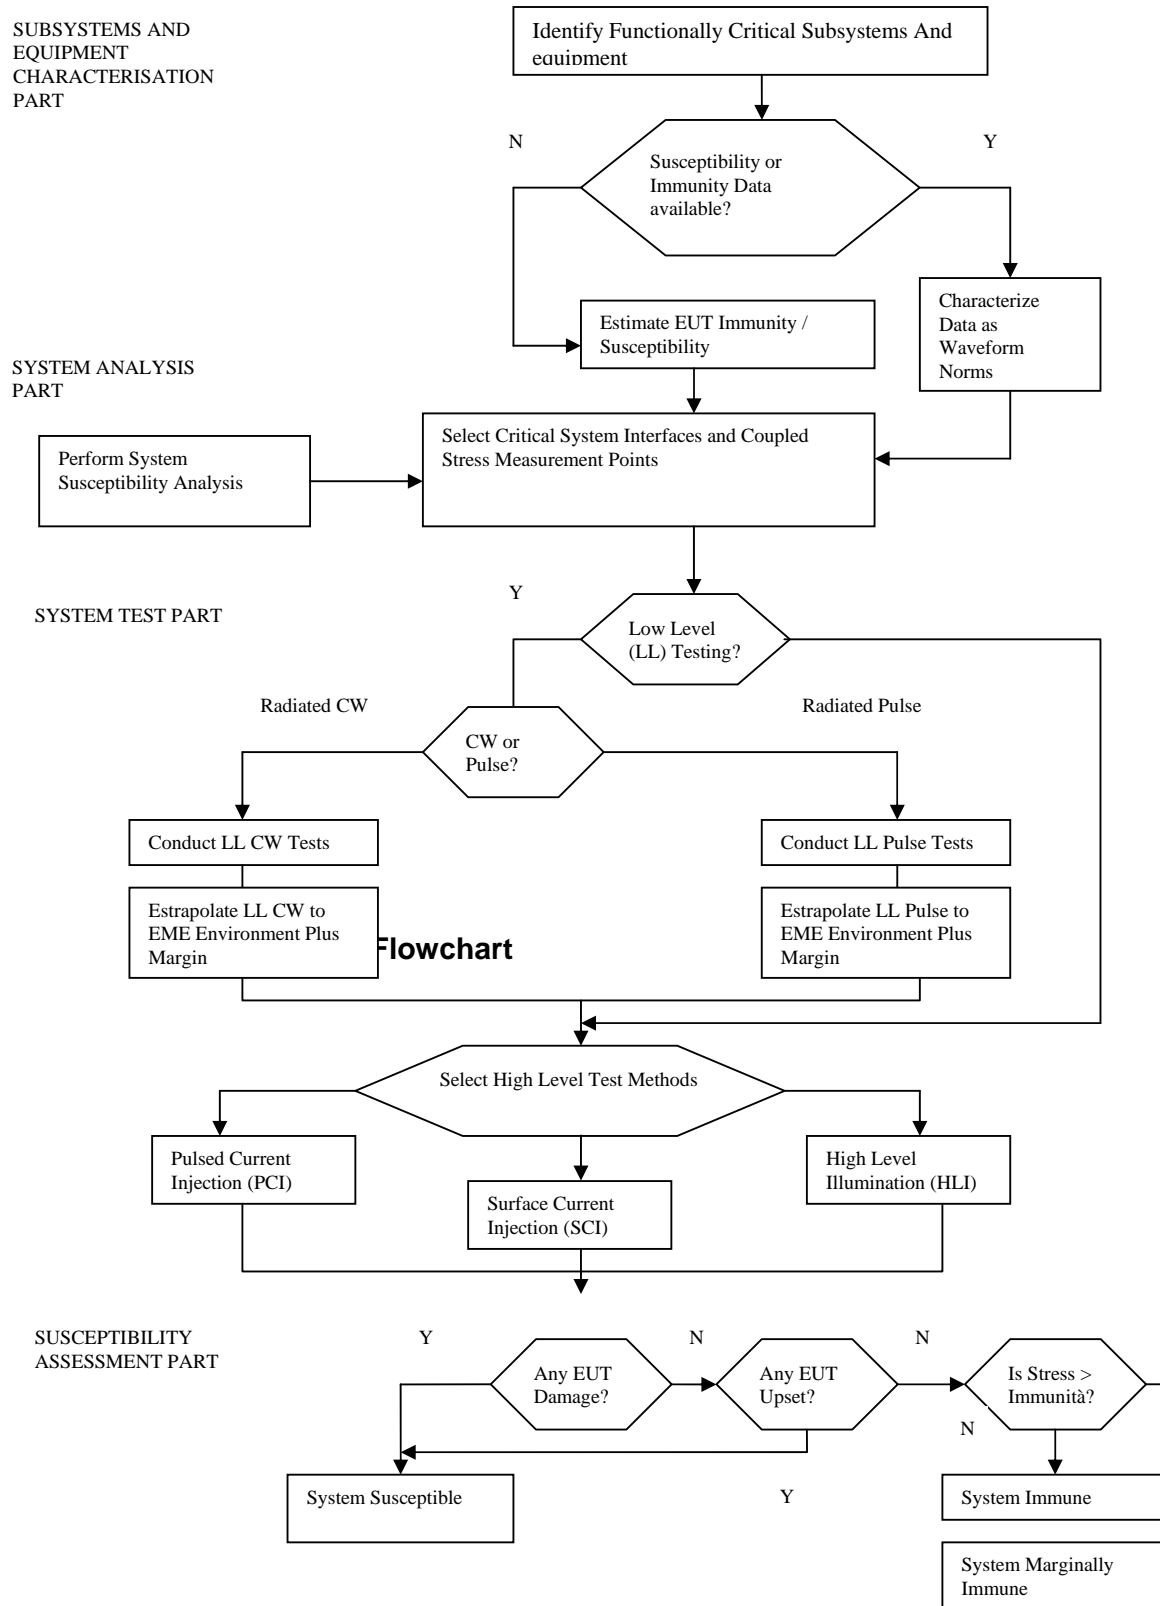 SUBSYSTEMS AND
EQUIPMENT
CHARACTERISATION
PART
Identify Functionally Critical Subsystems And
equipment
N
Y
Susceptibility or
Immunity Data
available?
Estimate EUT Immunity /
Susceptibility
Characterize
Data as
Waveform
Norms
SYSTEM ANALYSIS
PART
Perform System
Susceptibility Analysis
Select Critical System Interfaces and Coupled
Stress Measurement Points
Y
SYSTEM TEST PART
Low Level
(LL) Testing?
Radiated CW
Radiated Pulse
CW or
Pulse?
Conduct LL CW Tests
Conduct LL Pulse Tests
Estrapolate LL CW to
EME Environment Plus
Margin
Flowchart
Estrapolate LL Pulse to
EME Environment Plus
Margin
Select High Level Test Methods
Pulsed Current
Injection (PCI)
Surface Current
Injection (SCI)
High Level
Illumination (HLI)
SUSCEPTIBILITY
ASSESSMENT PART
Y
N
N
Any EUT
Damage?
Any EUT
Upset?
Is Stress >
Immunità?
N
System Susceptible
Y
System Immune
System Marginally
Immune